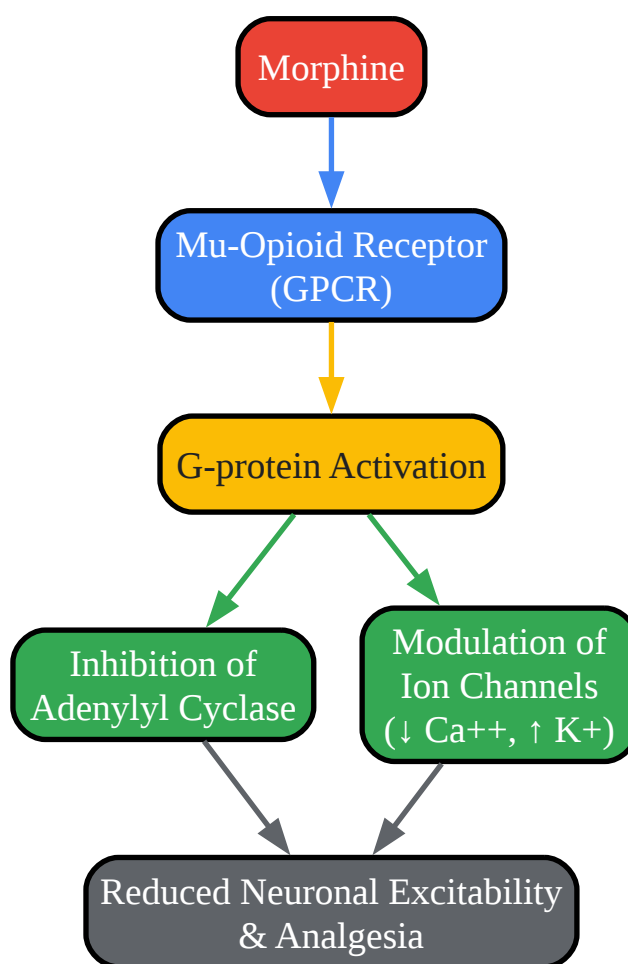 Morphine
Mu-Opioid Receptor
(GPCR)
G-protein Activation
Inhibition of
Adenylyl Cyclase
Modulation of
Ion Channels
(↓ Ca++, ↑ K+)
Reduced Neuronal Excitability
& Analgesia